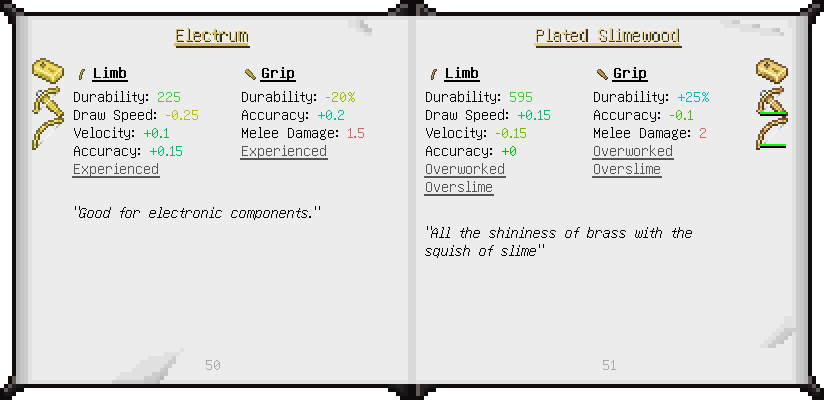 Electrum
Limb
Durability: 225
Draw Speed: -0.25
Velocity: +0.1
Accuracy: +0.15
Experienced
Grip
Durability: -20%
Accuracy: +0.2
Melee Damage: 1.5
Experienced
"Good for electronic components."
50
Plated Slimewood
Limb
Durability: 595
Draw Speed: +0.15
Velocity: -0.15
Accuracy: +0
Overworked
Overslime
Grip
Durability: +25%
Accuracy: -0.1
Melee Damage: 2
Overworked
Overslime
"All the shininess of brass with the
squish of slime"
51